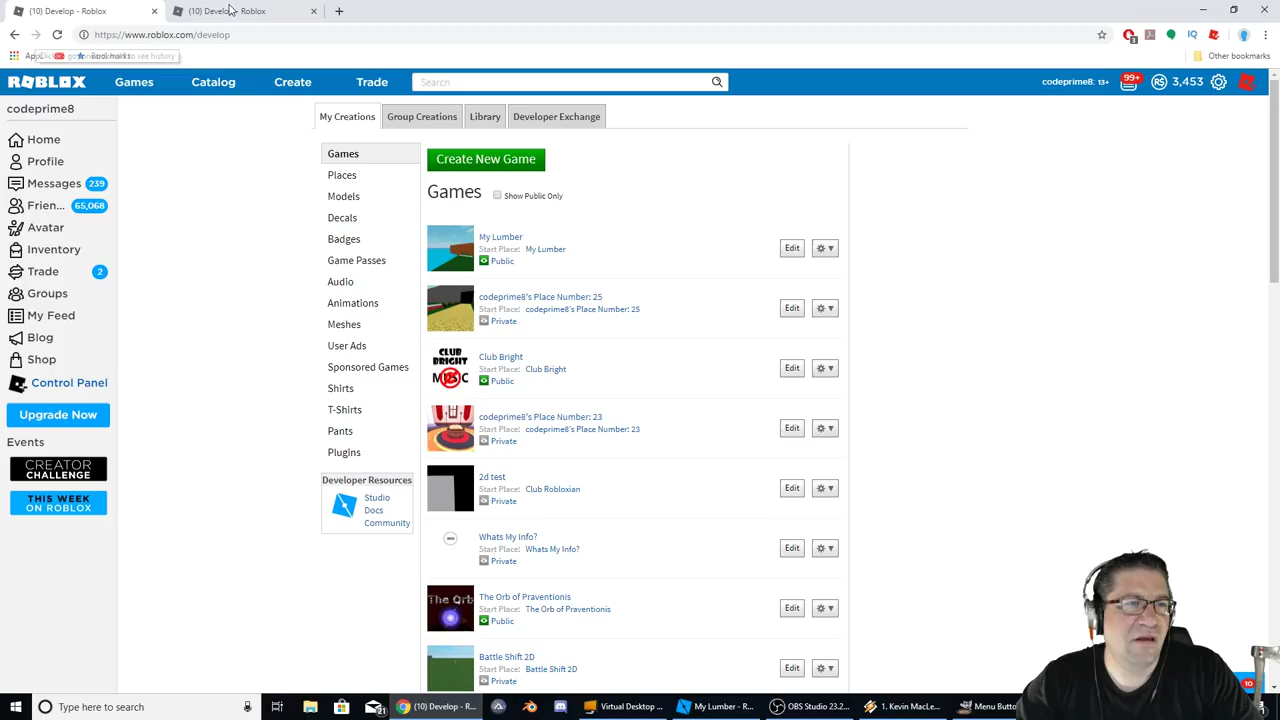 (10) Develop - Roblox
(10) Develop - Roblox
https://www.roblox.com/develop
Other bookmarks
ROBLOX
Games
Catalog
Create
Trade
Search
codeprime8: 13+
99+
3,453
codeprime8
Home
Profile
Messages 239
Frien... 65,068
Avatar
Inventory
Trade 2
Groups
My Feed
Blog
Shop
Control Panel
Upgrade Now
Events
CREATOR
CHALLENGE
THIS WEEK
ON ROBLOX
My Creations
Group Creations
Library
Developer Exchange
Games
Places
Models
Decals
Badges
Game Passes
Audio
Animations
Meshes
User Ads
Sponsored Games
Shirts
T-Shirts
Pants
Plugins
Developer Resources
Studio
Docs
Community
Create New Game
Games Show Public Only
My Lumber
Start Place: My Lumber
Public
Edit
codeprime8's Place Number: 25
Start Place: codeprime8's Place Number: 25
Private
Edit
CLUB
BRIGHT
Club Bright
Start Place: Club Bright
Public
Edit
codeprime8's Place Number: 23
Start Place: codeprime8's Place Number: 23
Private
Edit
2d test
Start Place: Club Robloxian
Private
Edit
Whats My Info?
Start Place: Whats My Info?
Private
Edit
The Orb
The Orb of Praventionis
Start Place: The Orb of Praventionis
Public
Edit
Battle Shift 2D
Start Place: Battle Shift 2D
Private
Edit
10
Type here to search
21
(10) Develop - R...
Virtual Desktop ...
My Lumber - R...
OBS Studio 23.2...
1. Kevin MacLe...
Menu Butto